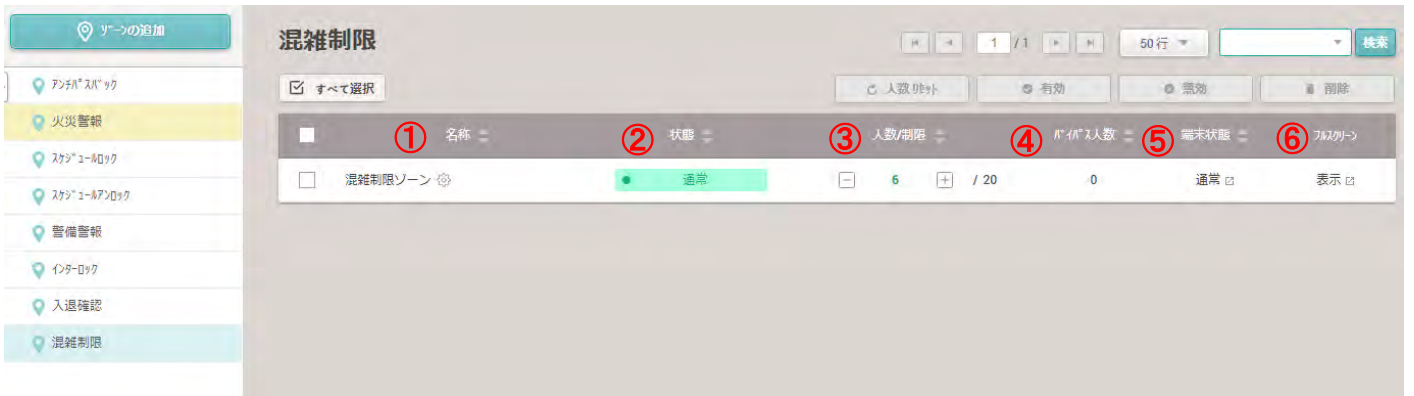 ｿﾞｰﾝの追加
ｱﾝﾁﾊﾟｽﾊﾞｯｸ
火災警報
ｽｹｼﾞｭｰﾙﾛｯｸ
ｽｹｼﾞｭｰﾙｱﾝﾛｯｸ
警備警報
ｲﾝﾀｰﾛｯｸ
入退確認
混雑制限
混雑制限
1 / 1
50行
検索
すべて選択
人数ﾘｾｯﾄ
有効
無効
削除
① 名称 ② 状態 ③ 人数/制限 ④ ﾊﾞｲﾊﾟｽ人数 ⑤ 端末状態 ⑥ ﾌﾙｽｸﾘｰﾝ
混雑制限ゾーン 通常 6 / 20 0 通常 表示